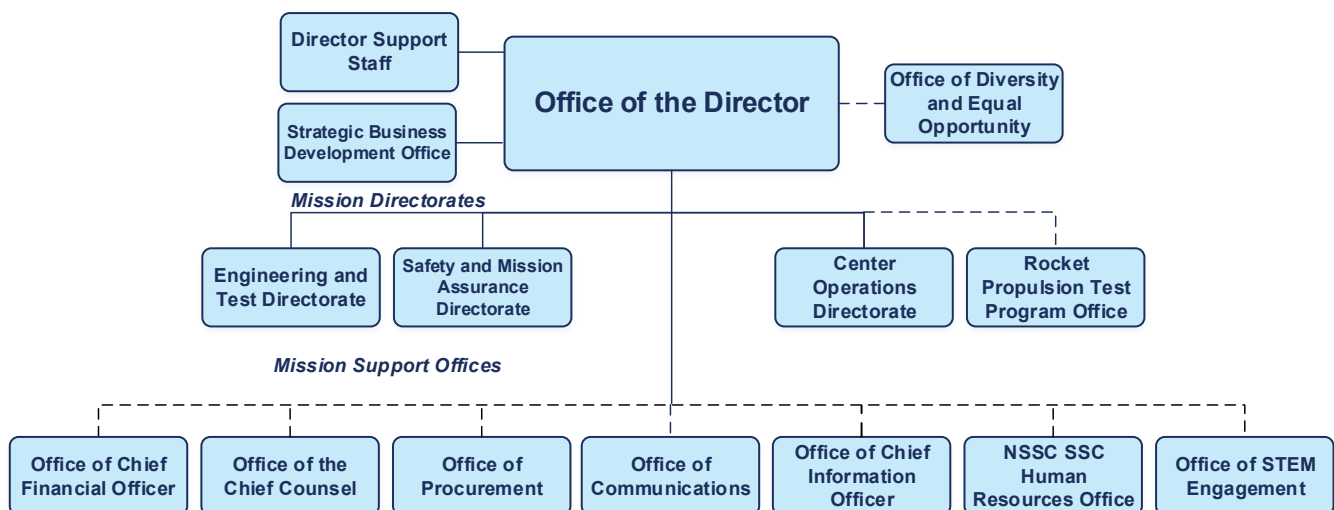 Director Support
Staff
Office of the Director
Office of Diversity
and Equal
Opportunity
Strategic Business
Development Office
Mission Directorates
Engineering and
Test Directorate
Safety and Mission
Assurance
Directorate
Center
Operations
Directorate
Rocket
Propulsion Test
Program Office
Mission Support Offices
Office of Chief
Financial Officer
Office of the
Chief Counsel
Office of
Procurement
Office of
Communications
Office of Chief
Information
Officer
NSSC SSC
Human
Resources Office
Office of STEM
Engagement